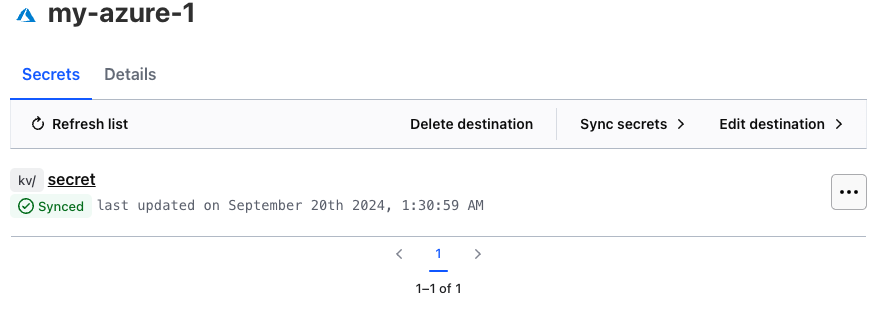 my-azure-1
Secrets Details
Refresh list Delete destination Sync secrets Edit destination
kv/ secret
Synced last updated on September 20th 2024, 1:30:59 AM
1
1–1 of 1